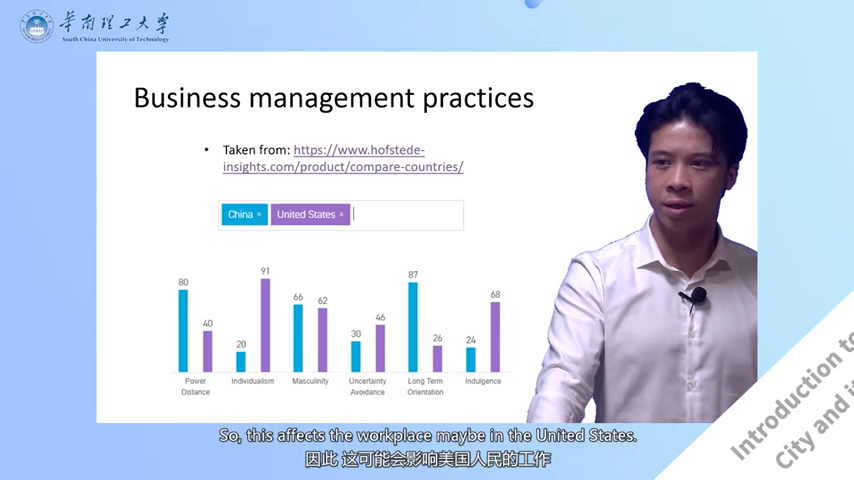 華南理工大學
South China University of Technology
Business management practices
• Taken from: https://www.hofstede-
insights.com/product/compare-countries/
China × United States ×
80
40
20
91
66
62
30
46
87
26
24
68
Power
Distance
Individualism
Masculinity
Uncertainty
Avoidance
Long Term
Orientation
Indulgence
Introduction to
City and i
So, this affects the workplace maybe in the United States.
因此 这可能会影响美国人民的工作